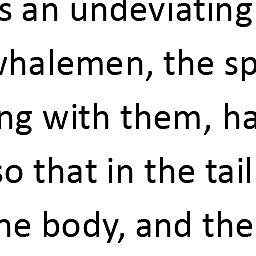 s an undeviating
whalemen, the sp
ng with them, ha
so that in the tail
he body, and the